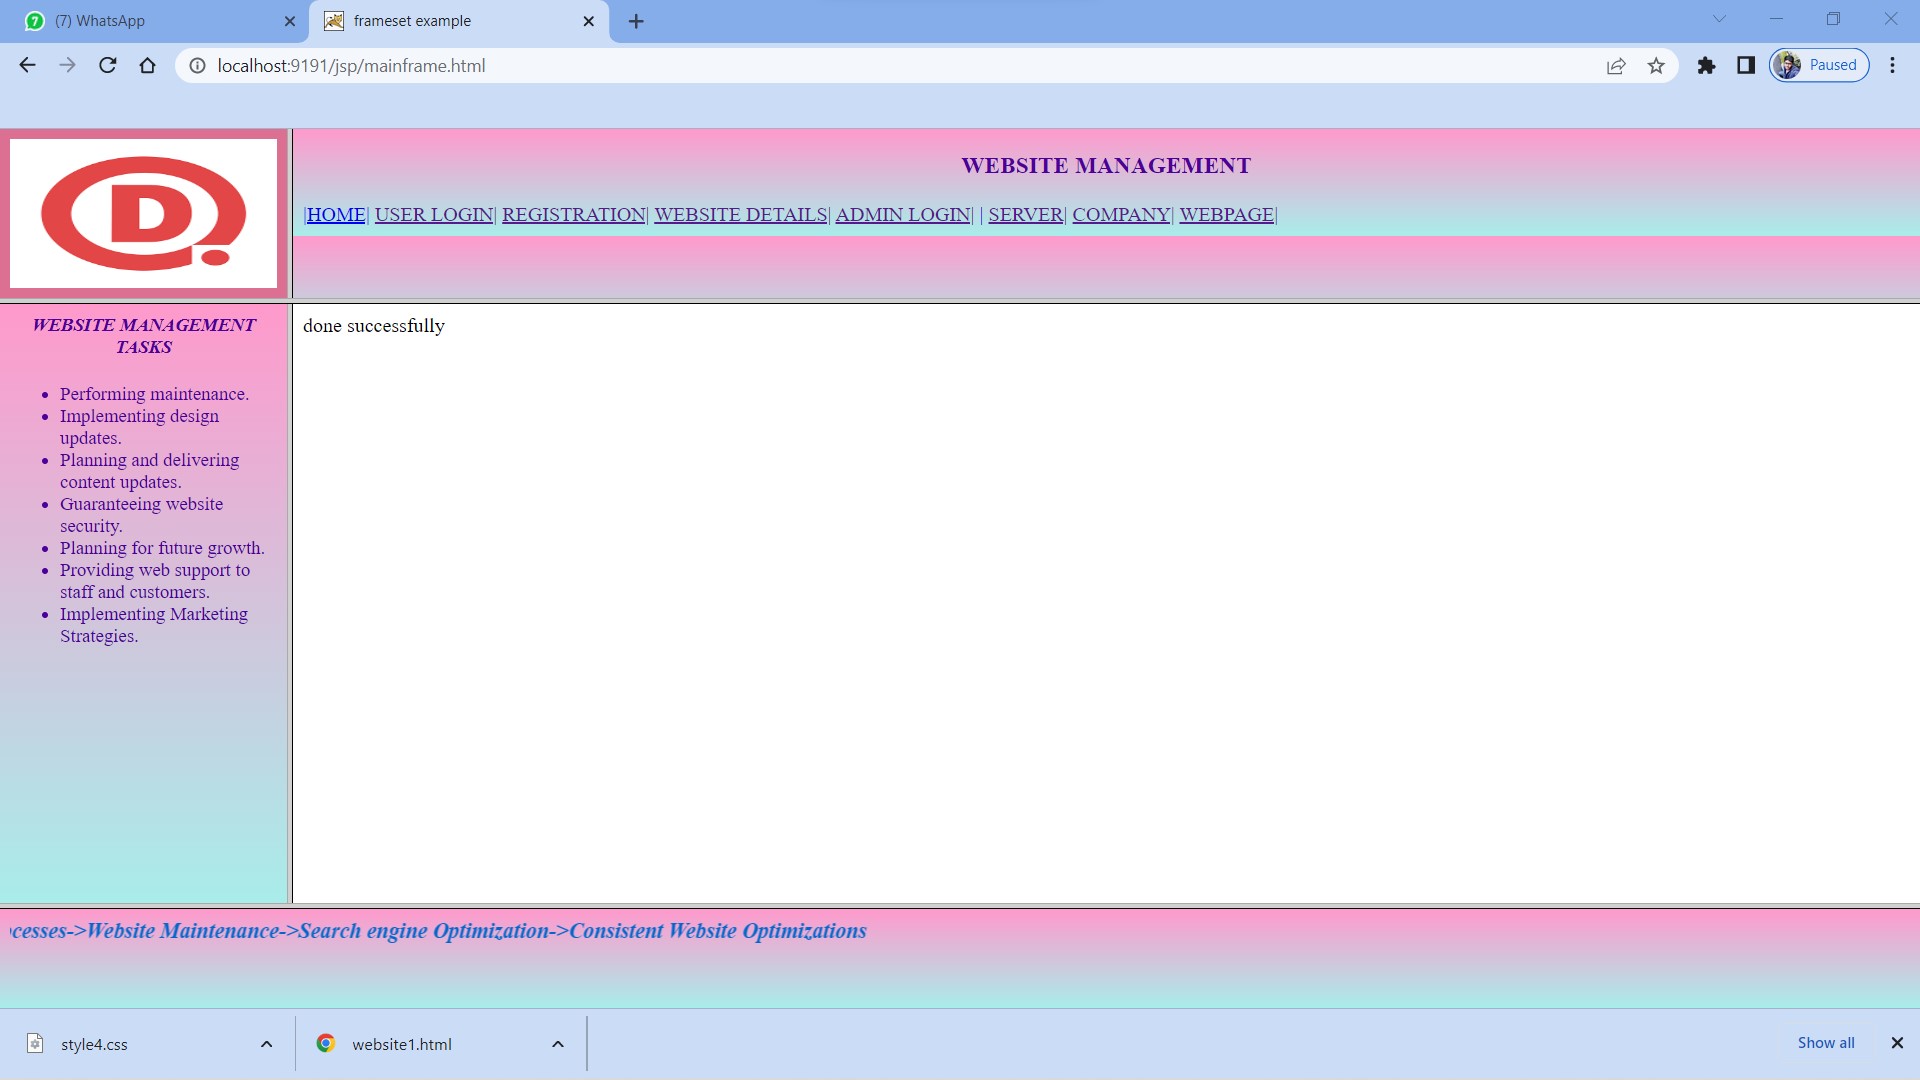 (7) WhatsApp
frameset example
localhost:9191/jsp/mainframe.html
Paused
D
WEBSITE MANAGEMENT
|HOME| USER LOGIN| REGISTRATION| WEBSITE DETAILS| ADMIN LOGIN| | SERVER| COMPANY| WEBPAGE|
WEBSITE MANAGEMENT
TASKS
• Performing maintenance.
• Implementing design
updates.
• Planning and delivering
content updates.
• Guaranteeing website
security.
• Planning for future growth.
• Providing web support to
staff and customers.
• Implementing Marketing
Strategies.
done successfully
cesses->Website Maintenance->Search engine Optimization->Consistent Website Optimizations
style4.css
website1.html
Show all